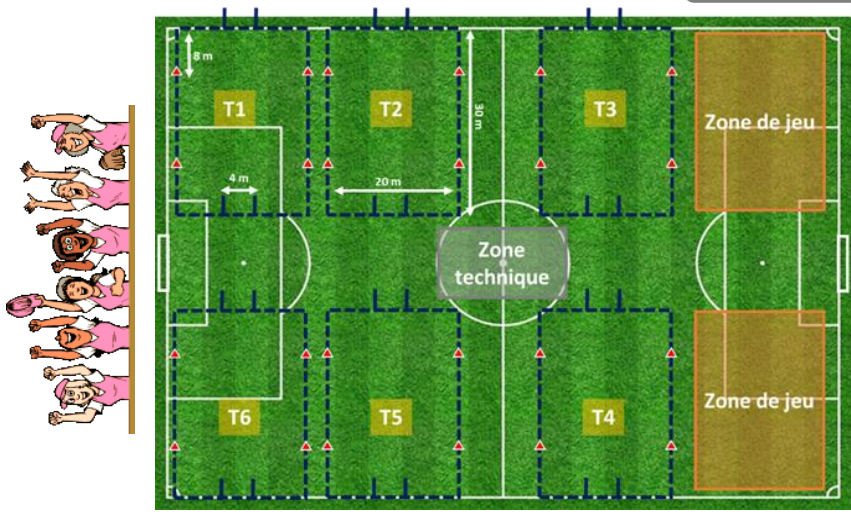 8 m
T1
T2
T3
Zone de jeu
30 m
4 m
20 m
Zone
technique
T6
T5
T4
Zone de jeu